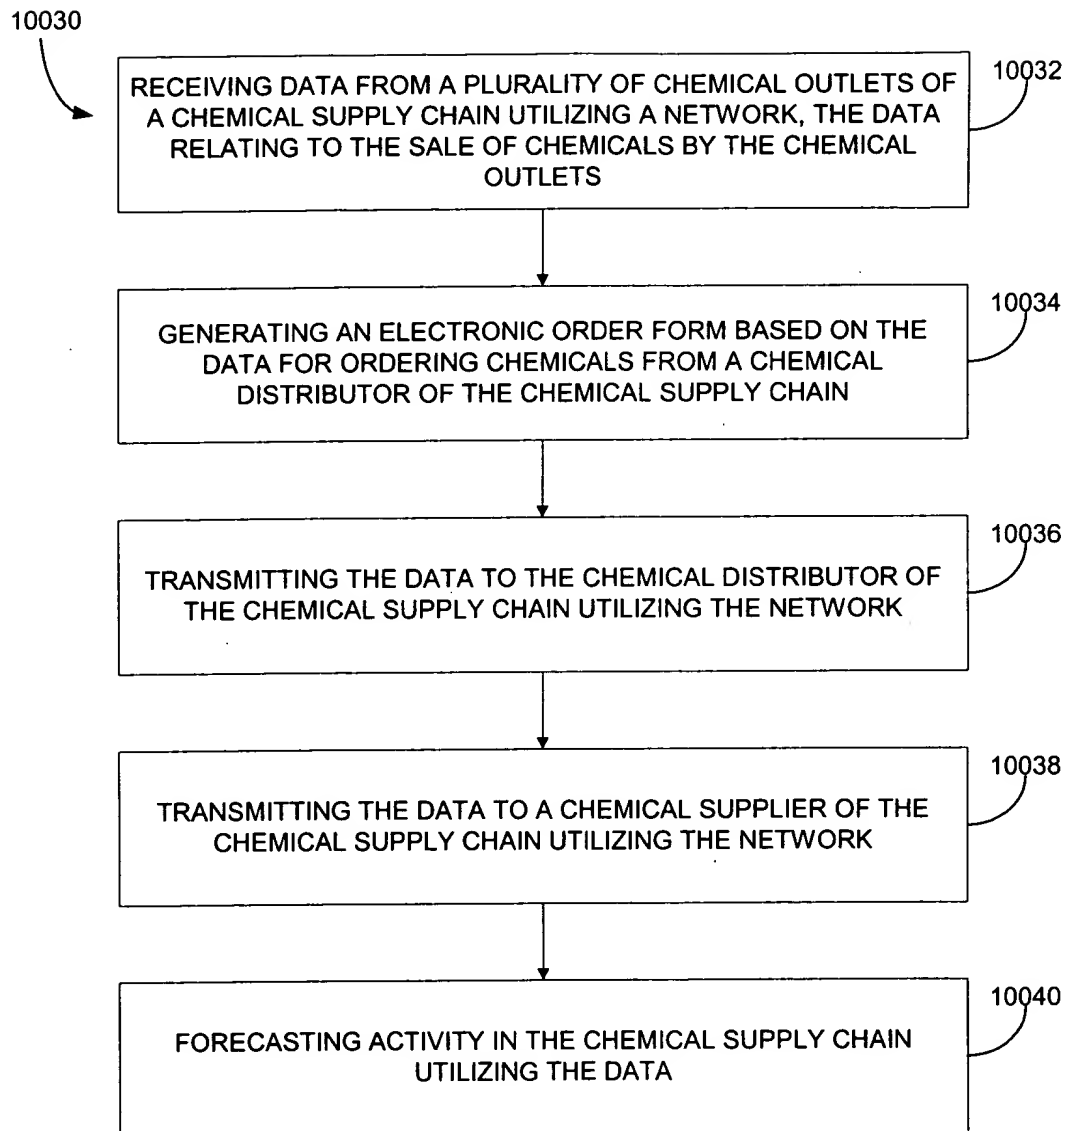 10030
RECEIVING DATA FROM A PLURALITY OF CHEMICAL OUTLETS OF
A CHEMICAL SUPPLY CHAIN UTILIZING A NETWORK, THE DATA
RELATING TO THE SALE OF CHEMICALS BY THE CHEMICAL
OUTLETS
10032
GENERATING AN ELECTRONIC ORDER FORM BASED ON THE
DATA FOR ORDERING CHEMICALS FROM A CHEMICAL
DISTRIBUTOR OF THE CHEMICAL SUPPLY CHAIN
10034
TRANSMITTING THE DATA TO THE CHEMICAL DISTRIBUTOR OF
THE CHEMICAL SUPPLY CHAIN UTILIZING THE NETWORK
10036
TRANSMITTING THE DATA TO A CHEMICAL SUPPLIER OF THE
CHEMICAL SUPPLY CHAIN UTILIZING THE NETWORK
10038
FORECASTING ACTIVITY IN THE CHEMICAL SUPPLY CHAIN
UTILIZING THE DATA
10040